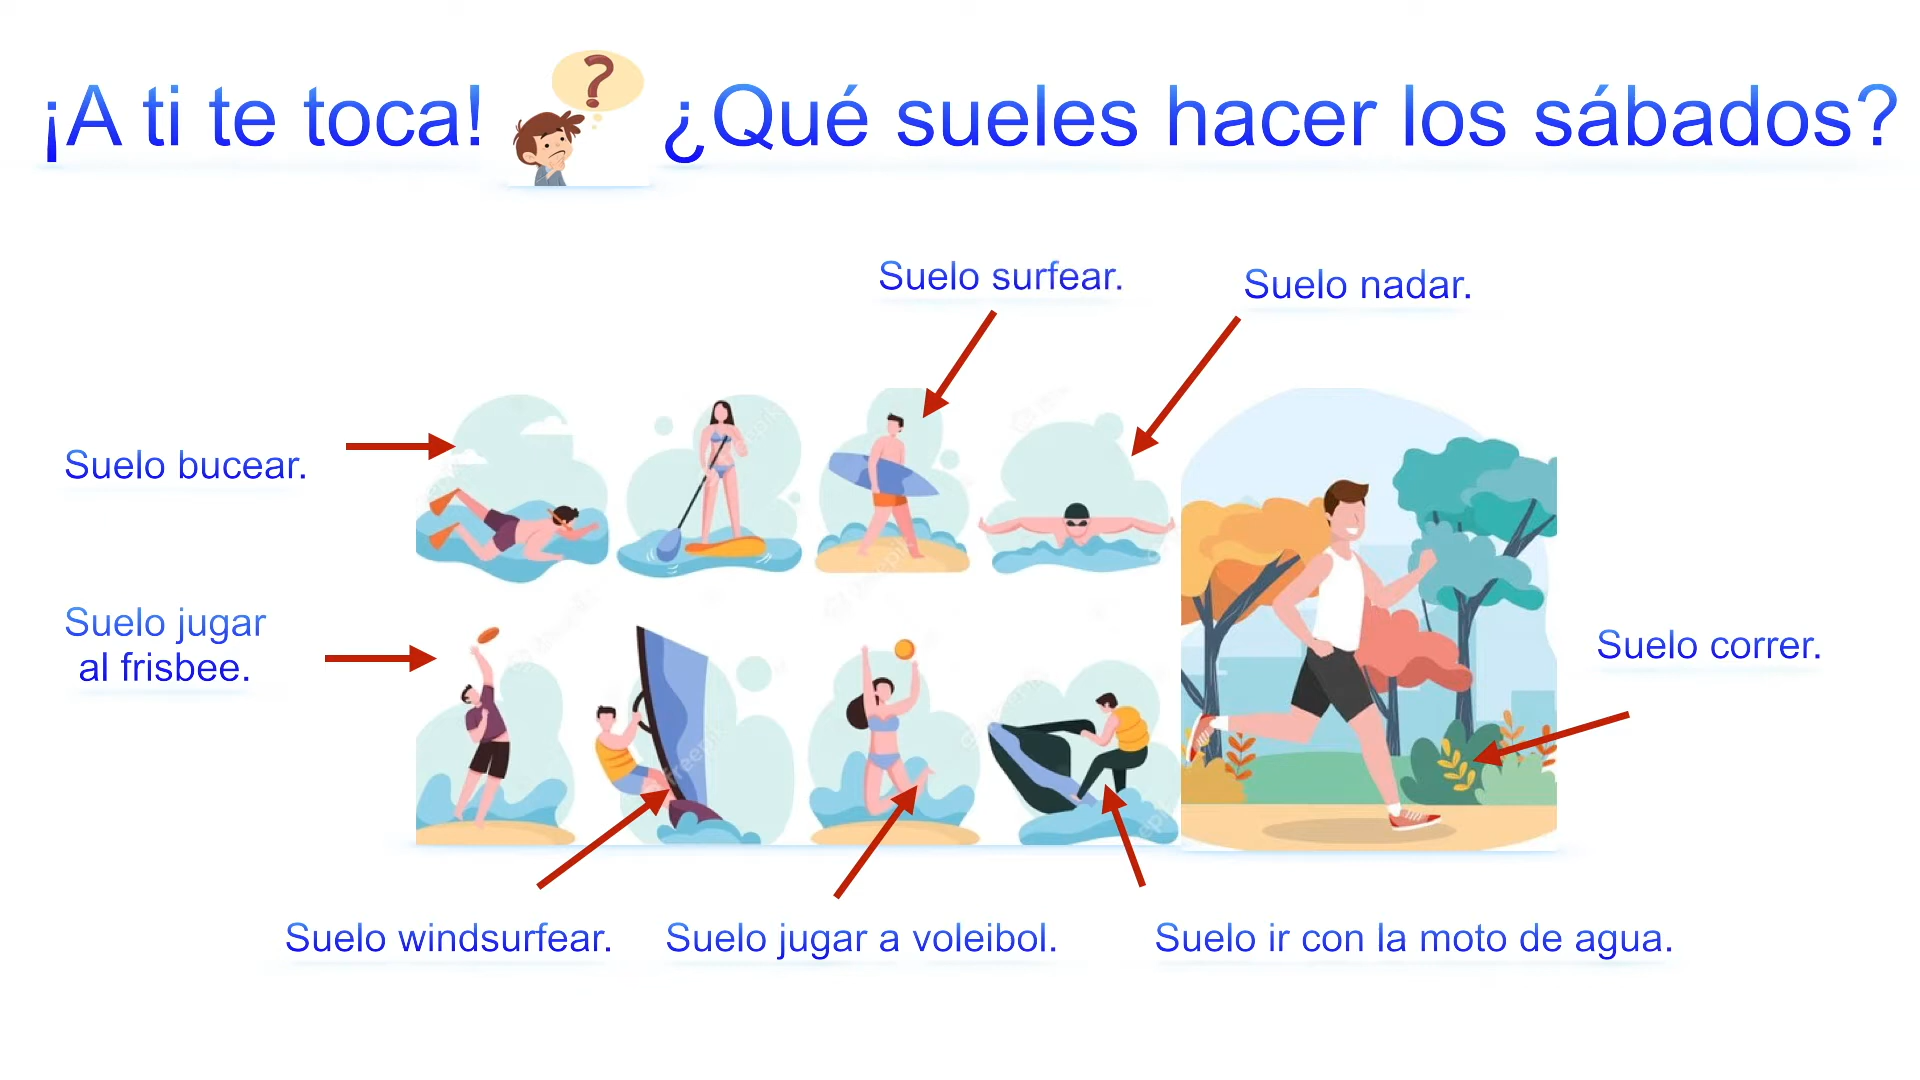 ¡A ti te toca! ¿Qué sueles hacer los sábados?
Suelo surfear.
Suelo nadar.
Suelo bucear.
Suelo jugar
al frisbee.
Suelo correr.
Suelo windsurfear.
Suelo jugar a voleibol.
Suelo ir con la moto de agua.